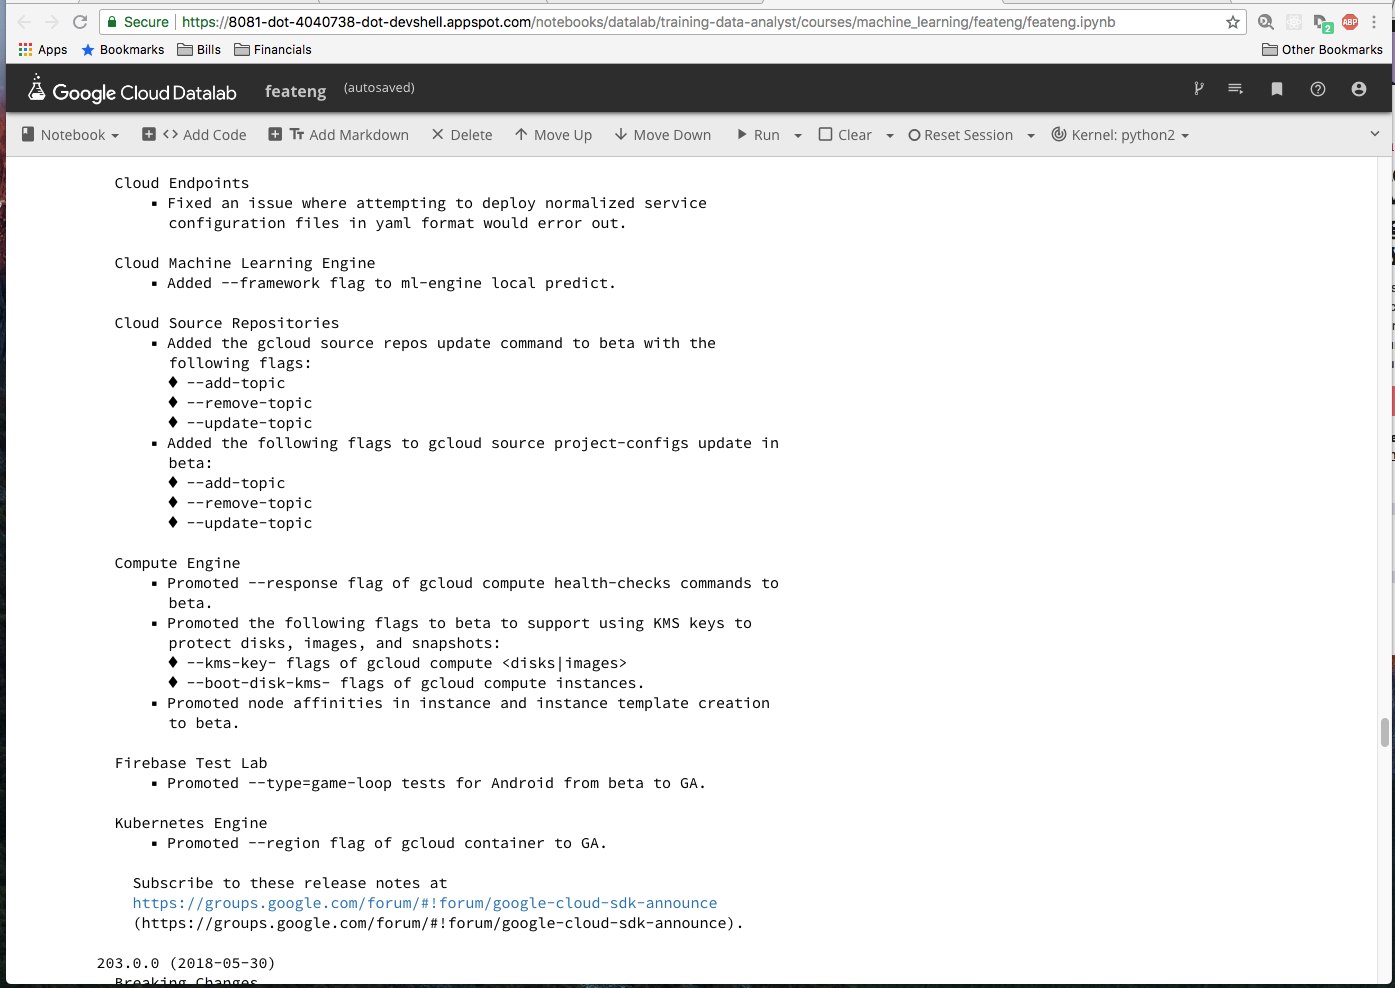 Secure https://8081-dot-4040738-dot-devshell.appspot.com/notebooks/datalab/training-data-analyst/courses/machine_learning/feateng/feateng.ipynb
2 ABP
Apps Bookmarks Bills Financials Other Bookmarks
Google Cloud Datalab feateng (autosaved)
Notebook <> Add Code Tt Add Markdown Delete Move Up Move Down Run Clear Reset Session Kernel: python2
Cloud Endpoints
▪ Fixed an issue where attempting to deploy normalized service
configuration files in yaml format would error out.
Cloud Machine Learning Engine
▪ Added --framework flag to ml-engine local predict.
Cloud Source Repositories
▪ Added the gcloud source repos update command to beta with the
following flags:
♦ --add-topic
♦ --remove-topic
♦ --update-topic
▪ Added the following flags to gcloud source project-configs update in
beta:
♦ --add-topic
♦ --remove-topic
♦ --update-topic
Compute Engine
▪ Promoted --response flag of gcloud compute health-checks commands to
beta.
▪ Promoted the following flags to beta to support using KMS keys to
protect disks, images, and snapshots:
♦ --kms-key- flags of gcloud compute <disks|images>
♦ --boot-disk-kms- flags of gcloud compute instances.
▪ Promoted node affinities in instance and instance template creation
to beta.
Firebase Test Lab
▪ Promoted --type=game-loop tests for Android from beta to GA.
Kubernetes Engine
▪ Promoted --region flag of gcloud container to GA.
Subscribe to these release notes at
https://groups.google.com/forum/#!forum/google-cloud-sdk-announce
(https://groups.google.com/forum/#!forum/google-cloud-sdk-announce).
203.0.0 (2018-05-30)
Breaking Changes